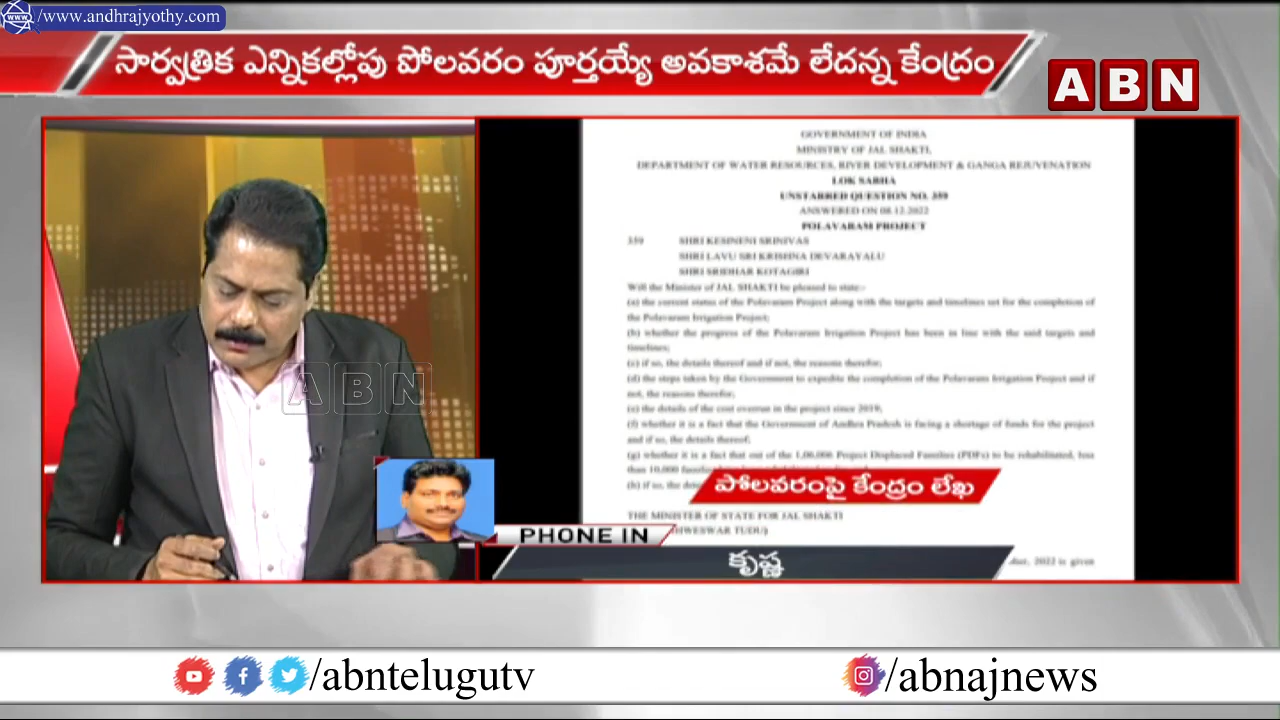 /www.andhrajyothy.com
సార్వత్రిక ఎన్నికల్లోపు పోలవరం పూర్తయ్యే అవకాశమే లేదన్న కేంద్రం
ABN
GOVERNMENT OF INDIA
MINISTRY OF JAL SHAKTI,
DEPARTMENT OF WATER RESOURCES, RIVER DEVELOPMENT & GANGA REJUVENATION
LOK SABHA
UNSTARRED QUESTION NO. 359
ANSWERED ON 08.12.2022
POLAVARAM PROJECT
359 SHRI KESINENI SRINIVAS
SHRI LAVU SRI KRISHNA DEVARAYALU
SHRI SRIDHAR KOTAGIRI
Will the Minister of JAL SHAKTI be pleased to state:-
(a) the current status of the Polavaram Project along with the targets and timelines set for the completion of
the Polavaram Irrigation Project;
(b) whether the progress of the Polavaram Irrigation Project has been in line with the said targets and
timelines;
(c) if so, the details thereof and if not, the reasons therefor;
(d) the steps taken by the Government to expedite the completion of the Polavaram Irrigation Project and if
not, the reasons therefor;
(e) the details of the cost overrun in the project since 2019;
(f) whether it is a fact that the Government of Andhra Pradesh is facing a shortage of funds for the project
and if so, the details thereof;
(g) whether it is a fact that out of the 1,06,006 Project Displaced Families (PDFs) to be rehabilitated, less
than 10,000
(h) if so, the
పోలవరంపై కేంద్రం లేఖ
THE MINISTER OF STATE FOR JAL SHAKTI
HWESWAR TUDU)
2022 is given
ABN
PHONE IN
కృష్ణ
/abntelugutv
/abnajnews